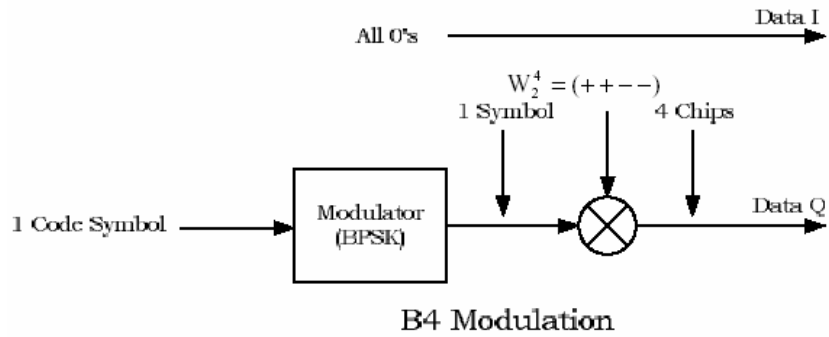 Data I
All 0's
W₂⁴ = (++−−)
1 Symbol
4 Chips
Data Q
1 Code Symbol
Modulator
(BPSK)
B4 Modulation